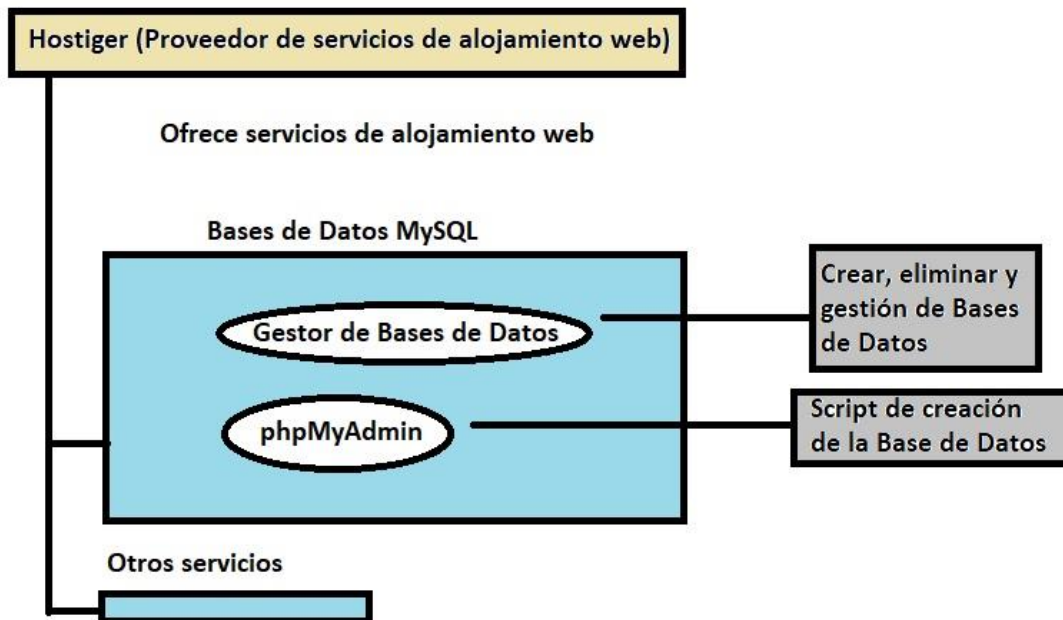 Hostiger (Proveedor de servicios de alojamiento web)
Ofrece servicios de alojamiento web
Bases de Datos MySQL
Gestor de Bases de Datos
phpMyAdmin
Crear, eliminar y
gestión de Bases
de Datos
Script de creación
de la Base de Datos
Otros servicios